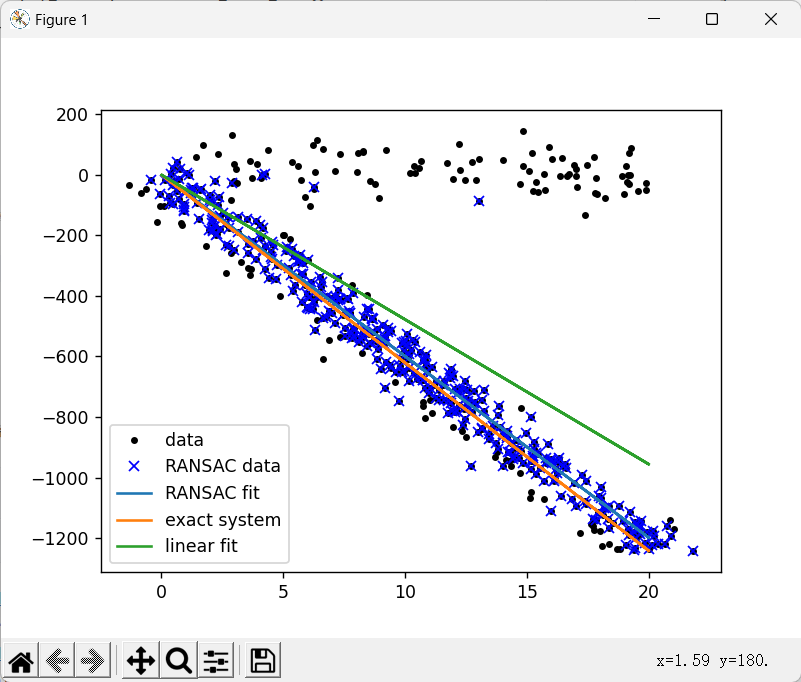 Figure 1
200
0
−200
−400
−600
−800
−1000
−1200
data
RANSAC data
RANSAC fit
exact system
linear fit
0 5 10 15 20
x=1.59 y=180.